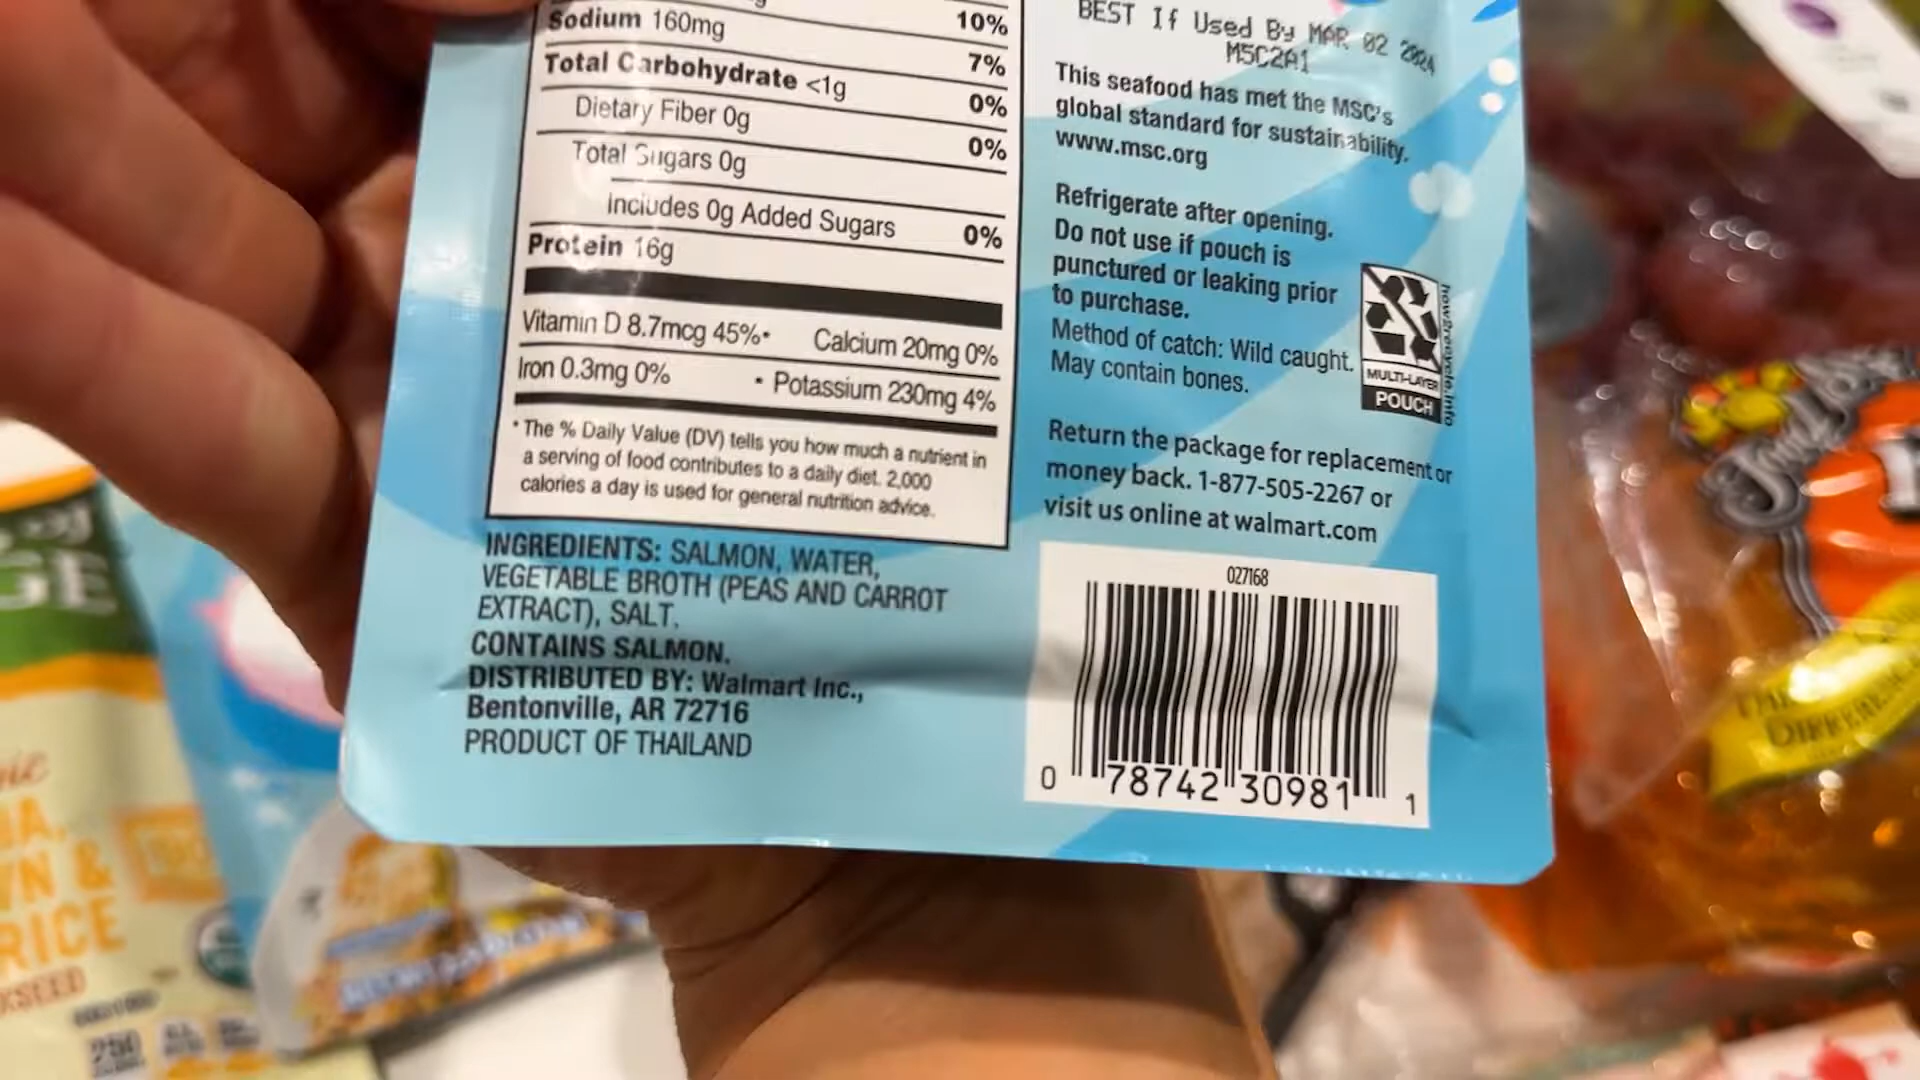 Sodium 160mg
10%
Total Carbohydrate <1g
7%
Dietary Fiber 0g
0%
Total Sugars 0g
0%
Includes 0g Added Sugars
0%
Protein 16g
Vitamin D 8.7mcg 45% • Calcium 20mg 0%
Iron 0.3mg 0% • Potassium 230mg 4%
* The % Daily Value (DV) tells you how much a nutrient in
a serving of food contributes to a daily diet. 2,000
calories a day is used for general nutrition advice.
INGREDIENTS: SALMON, WATER,
VEGETABLE BROTH (PEAS AND CARROT
EXTRACT), SALT.
CONTAINS SALMON.
DISTRIBUTED BY: Walmart Inc.,
Bentonville, AR 72716
PRODUCT OF THAILAND
BEST If Used By MAR 02 2024
M5C2A1
This seafood has met the MSC's
global standard for sustainability.
www.msc.org
Refrigerate after opening.
Do not use if pouch is
punctured or leaking prior
to purchase.
Method of catch: Wild caught.
May contain bones.
MULTI-LAYER
POUCH
how2recycle.info
Return the package for replacement or
money back. 1-877-505-2267 or
visit us online at walmart.com
027168
0 78742 30981 1
RICE